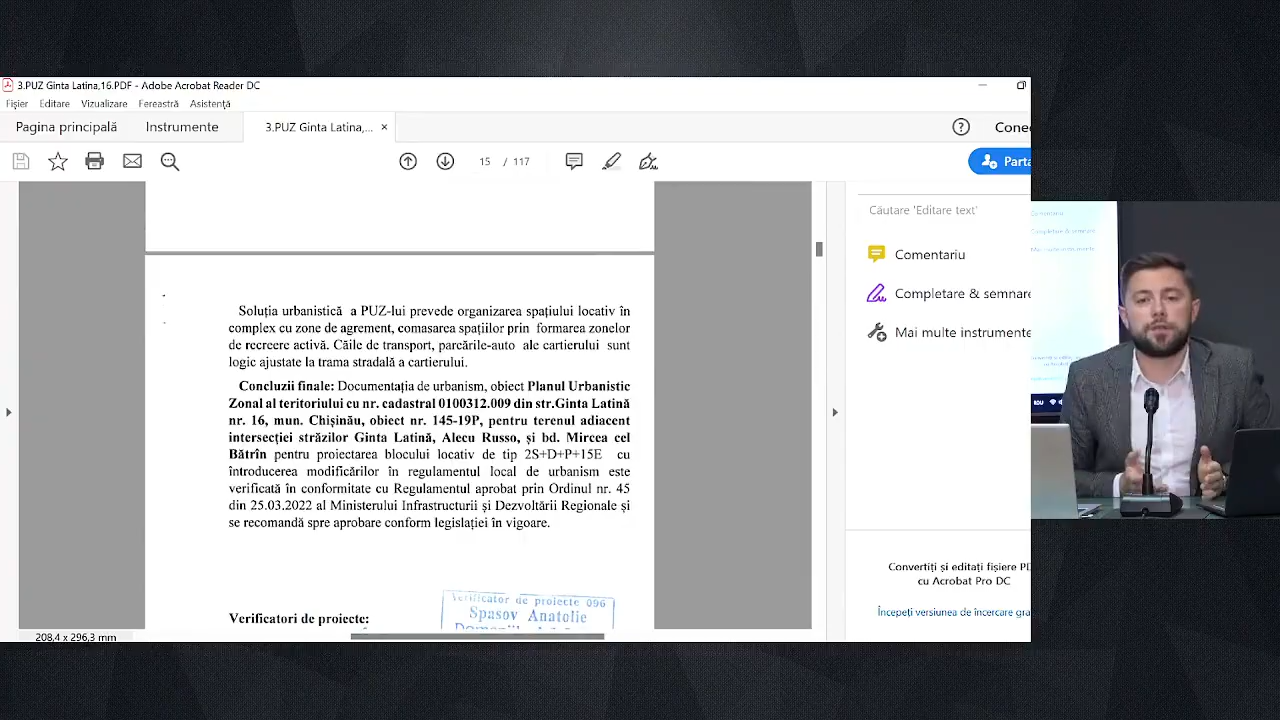 3.PUZ Ginta Latina,16.PDF - Adobe Acrobat Reader DC
Fișier Editare Vizualizare Fereastră Asistență
Pagina principală Instrumente 3.PUZ Ginta Latina,... ×
15 / 117
Căutare 'Editare text'
Comentariu
Completare & semnare
Mai multe instrumente
Soluția urbanistică a PUZ-lui prevede organizarea spațiului locativ în
complex cu zone de agrement, comasarea spațiilor prin formarea zonelor
de recreere activă. Căile de transport, parcările-auto ale cartierului sunt
logic ajustate la trama stradală a cartierului.
Concluzii finale: Documentația de urbanism, obiect Planul Urbanistic
Zonal al teritoriului cu nr. cadastral 0100312.009 din str.Ginta Latină
nr. 16, mun. Chișinău, obiect nr. 145-19P, pentru terenul adiacent
intersecției străzilor Ginta Latină, Alecu Russo, și bd. Mircea cel
Bătrîn pentru proiectarea blocului locativ de tip 2S+D+P+15E cu
întroducerea modificărilor în regulamentul local de urbanism este
verificată în conformitate cu Regulamentul aprobat prin Ordinul nr. 45
din 25.03.2022 al Ministerului Infrastructurii și Dezvoltării Regionale și
se recomandă spre aprobare conform legislației în vigoare.
Verificatori de proiecte:
Verificator de proiecte 096
Spasov Anatolie
Convertiți și editați fișiere PD
cu Acrobat Pro DC
Începeți versiunea de încercare gra
208,4 x 296,3 mm